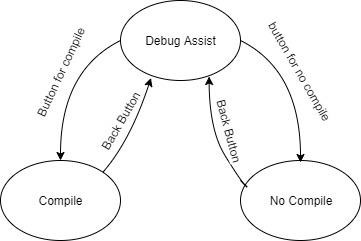 Debug Assist
Button for compile
button for no compile
Back Button
Back Button
Compile
No Compile